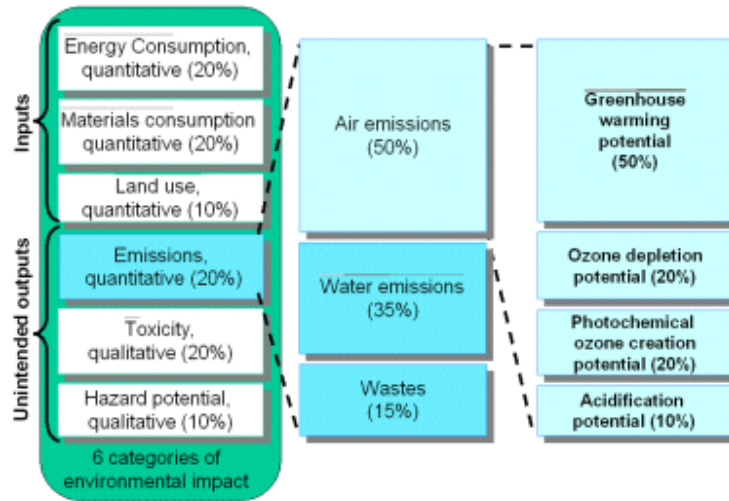 Inputs
Energy Consumption,
quantitative (20%)
Materials consumption
quantitative (20%)
Land use,
quantitative (10%)
Unintended outputs
Emissions,
quantitative (20%)
Toxicity,
qualitative (20%)
Hazard potential,
qualitative (10%)
6 categories of
environmental impact
Air emissions
(50%)
Water emissions
(35%)
Wastes
(15%)
Greenhouse
warming
potential
(50%)
Ozone depletion
potential (20%)
Photochemical
ozone creation
potential (20%)
Acidification
potential (10%)